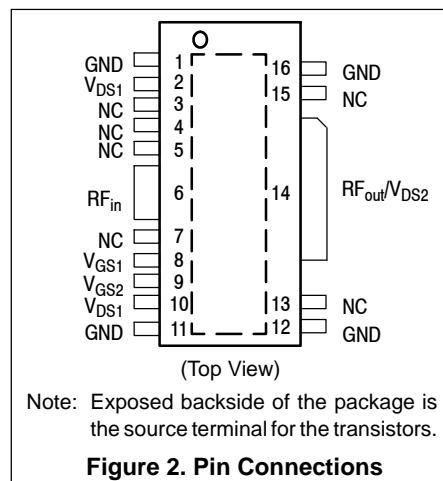 GND 1 16 GND
VDS1 2
NC 3 15 NC
NC 4
NC 5
RFin 6 14 RFout/VDS2
NC 7
VGS1 8
VGS2 9
VDS1 10 13 NC
GND 11 12 GND
(Top View)
Note: Exposed backside of the package is
the source terminal for the transistors.
Figure 2. Pin Connections